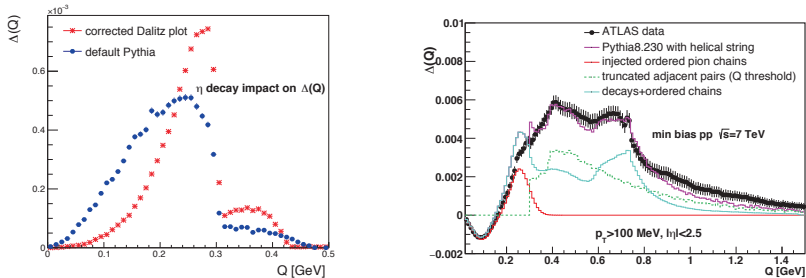 ×10⁻³
Δ(Q)
corrected Dalitz plot
default Pythia
η decay impact on Δ(Q)
0.6
0.4
0.2
0
0 0.1 0.2 0.3 0.4 0.5
Q [GeV]
Δ(Q)
0.01
0.008
0.006
0.004
0.002
0
−0.002
ATLAS data
Pythia8.230 with helical string
injected ordered pion chains
truncated adjacent pairs (Q threshold)
decays+ordered chains
min bias pp √s=7 TeV
p_T>100 MeV, |η|<2.5
0.2 0.4 0.6 0.8 1 1.2 1.4
Q [GeV]